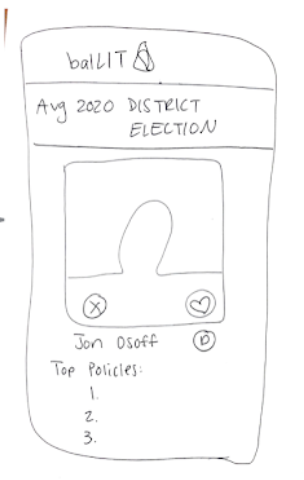 balLIT
Aug 2020 DISTRICT
ELECTION
X
Jon Osoff D
Top Policies:
1.
2.
3.